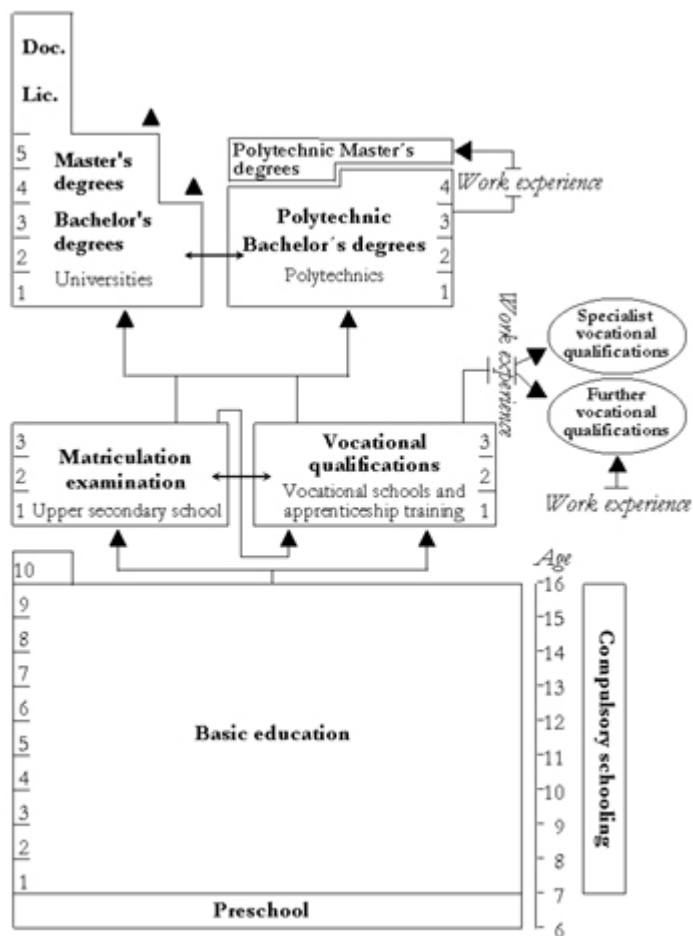 Doc.
Lic.
5
4
3
2
1
Master's
degrees
Bachelor's
degrees
Universities
Polytechnic Master´s
degrees
Work experience
4
3
2
1
Polytechnic
Bachelor´s degrees
Polytechnics
Work experience
Specialist
vocational
qualifications
Further
vocational
qualifications
Work experience
3
2
1
Matriculation
examination
Upper secondary school
Vocational
qualifications
Vocational schools and
apprenticeship training
3
2
1
10
9
8
7
6
5
4
3
2
1
Basic education
Preschool
Age
16
15
14
13
12
11
10
9
8
7
6
Compulsory schooling